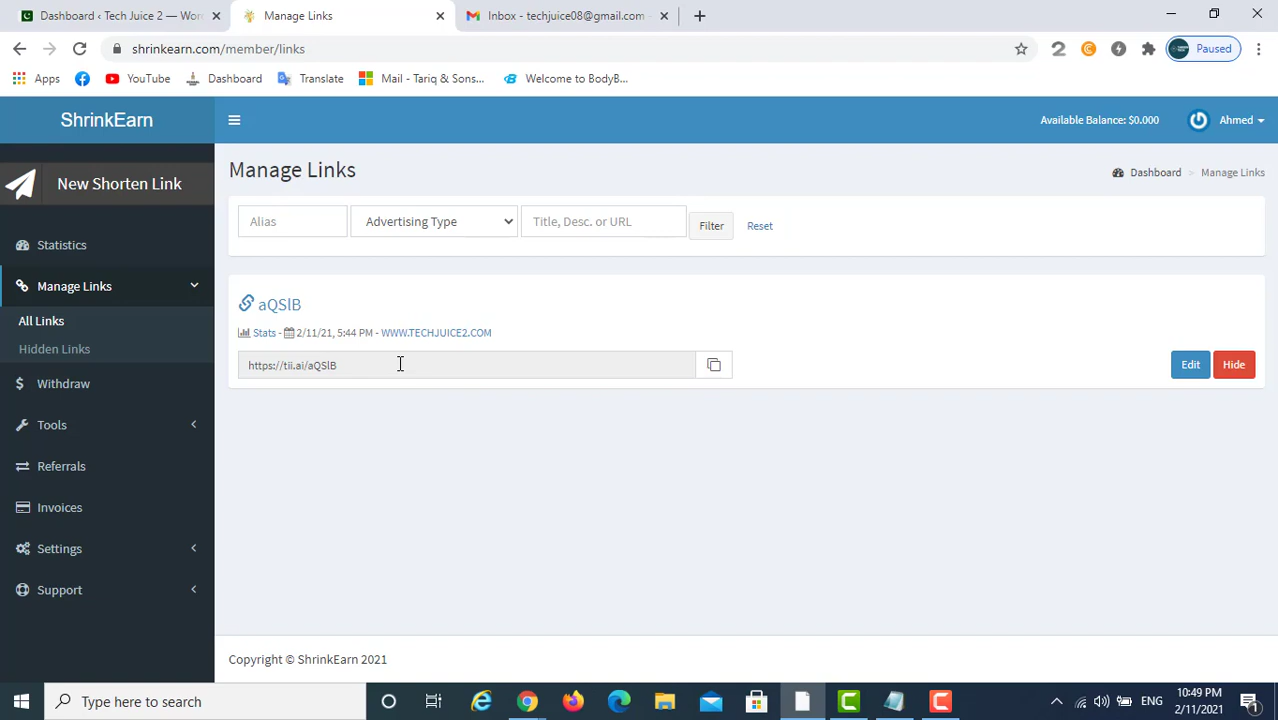 Dashboard ‹ Tech Juice 2 — Wor
Manage Links
Inbox - techjuice08@gmail.com -
shrinkearn.com/member/links
Paused
Apps
YouTube
Dashboard
Translate
Mail - Tariq & Sons...
Welcome to BodyB...
ShrinkEarn
Available Balance: $0.000
Ahmed
New Shorten Link
Manage Links
Dashboard > Manage Links
Alias
Advertising Type
Title, Desc. or URL
Filter
Reset
Statistics
Manage Links
All Links
Hidden Links
Withdraw
Tools
Referrals
Invoices
Settings
Support
aQSlB
Stats - 2/11/21, 5:44 PM - WWW.TECHJUICE2.COM
https://tii.ai/aQSlB
Edit
Hide
Copyright © ShrinkEarn 2021
Type here to search
ENG
10:49 PM
2/11/2021
1